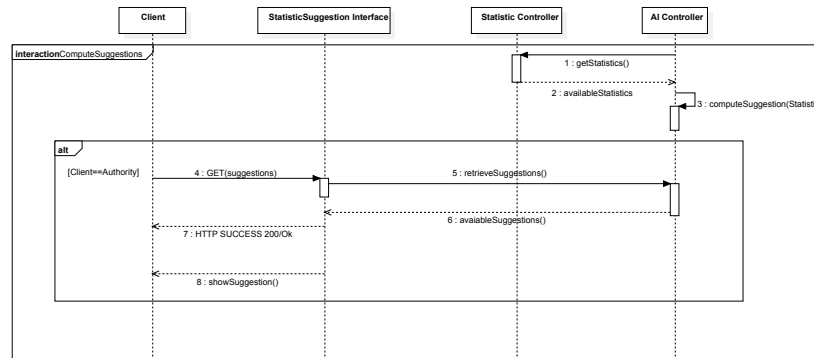 Client
StatisticSuggestion Interface
Statistic Controller
AI Controller
interactionComputeSuggestions
1 : getStatistics()
2 : availableStatistics
3 : computeSuggestion(Statisti
alt
[Client==Authority]
4 : GET(suggestions)
5 : retrieveSuggestions()
6 : avaiableSuggestions()
7 : HTTP SUCCESS 200/Ok
8 : showSuggestion()